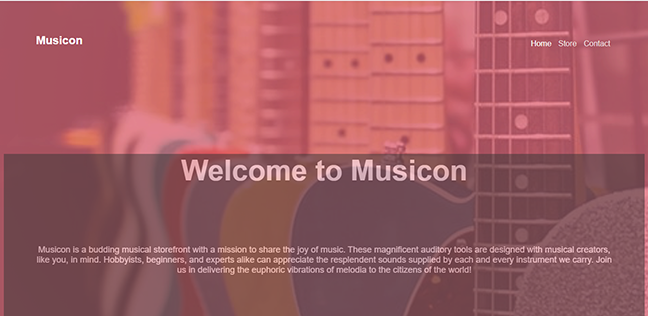 Musicon
Home Store Contact
Welcome to Musicon
Musicon is a budding musical storefront with a mission to share the joy of music. These magnificent auditory tools are designed with musical creators,
like you, in mind. Hobbyists, beginners, and experts alike can appreciate the resplendent sounds supplied by each and every instrument we carry. Join
us in delivering the euphoric vibrations of melodia to the citizens of the world!